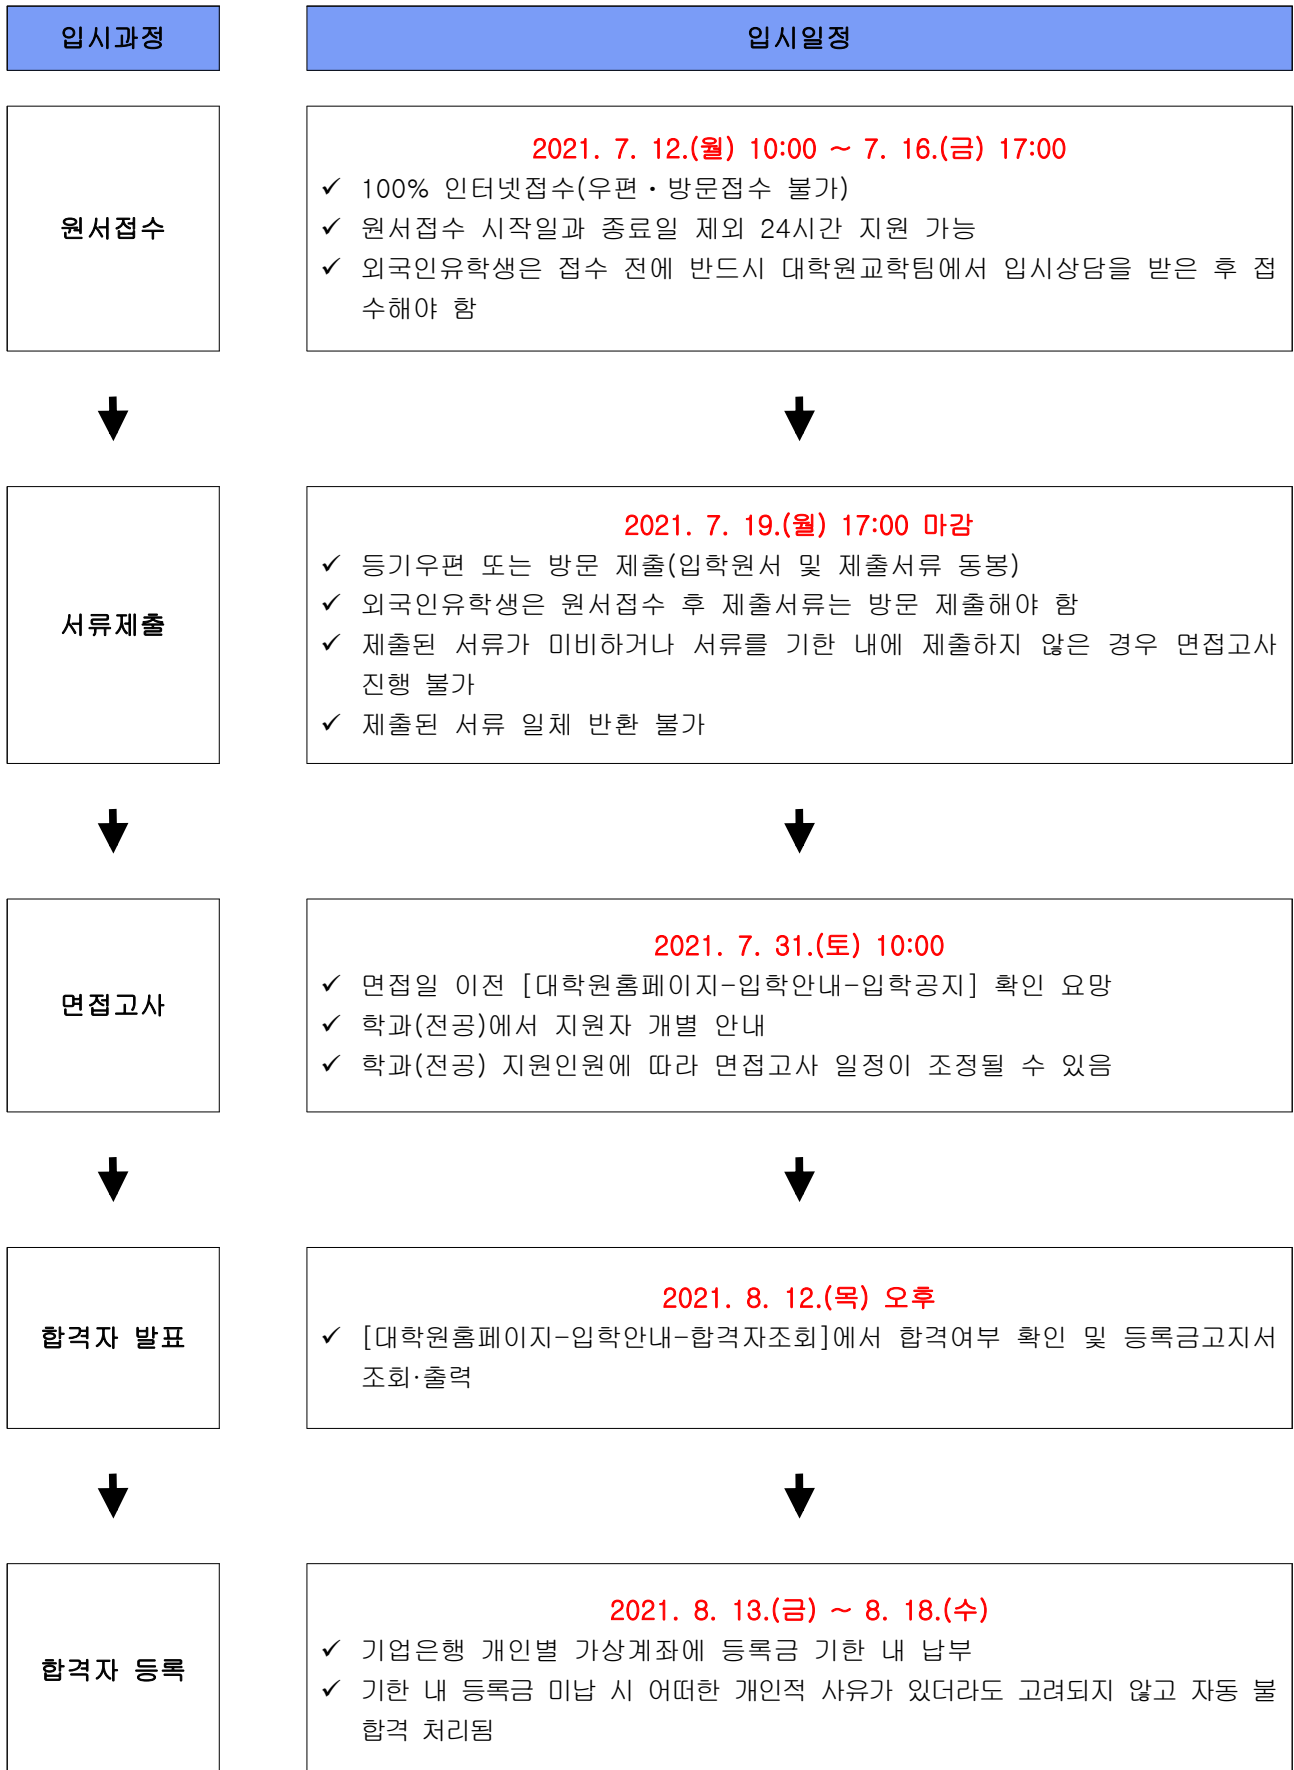 입시과정
입시일정
원서접수
2021. 7. 12.(월) 10:00 ~ 7. 16.(금) 17:00
✓ 100% 인터넷접수(우편・방문접수 불가)
✓ 원서접수 시작일과 종료일 제외 24시간 지원 가능
✓ 외국인유학생은 접수 전에 반드시 대학원교학팀에서 입시상담을 받은 후 접
수해야 함
서류제출
2021. 7. 19.(월) 17:00 마감
✓ 등기우편 또는 방문 제출(입학원서 및 제출서류 동봉)
✓ 외국인유학생은 원서접수 후 제출서류는 방문 제출해야 함
✓ 제출된 서류가 미비하거나 서류를 기한 내에 제출하지 않은 경우 면접고사
진행 불가
✓ 제출된 서류 일체 반환 불가
면접고사
2021. 7. 31.(토) 10:00
✓ 면접일 이전 [대학원홈페이지-입학안내-입학공지] 확인 요망
✓ 학과(전공)에서 지원자 개별 안내
✓ 학과(전공) 지원인원에 따라 면접고사 일정이 조정될 수 있음
합격자 발표
2021. 8. 12.(목) 오후
✓ [대학원홈페이지-입학안내-합격자조회]에서 합격여부 확인 및 등록금고지서
조회·출력
합격자 등록
2021. 8. 13.(금) ~ 8. 18.(수)
✓ 기업은행 개인별 가상계좌에 등록금 기한 내 납부
✓ 기한 내 등록금 미납 시 어떠한 개인적 사유가 있더라도 고려되지 않고 자동 불
합격 처리됨